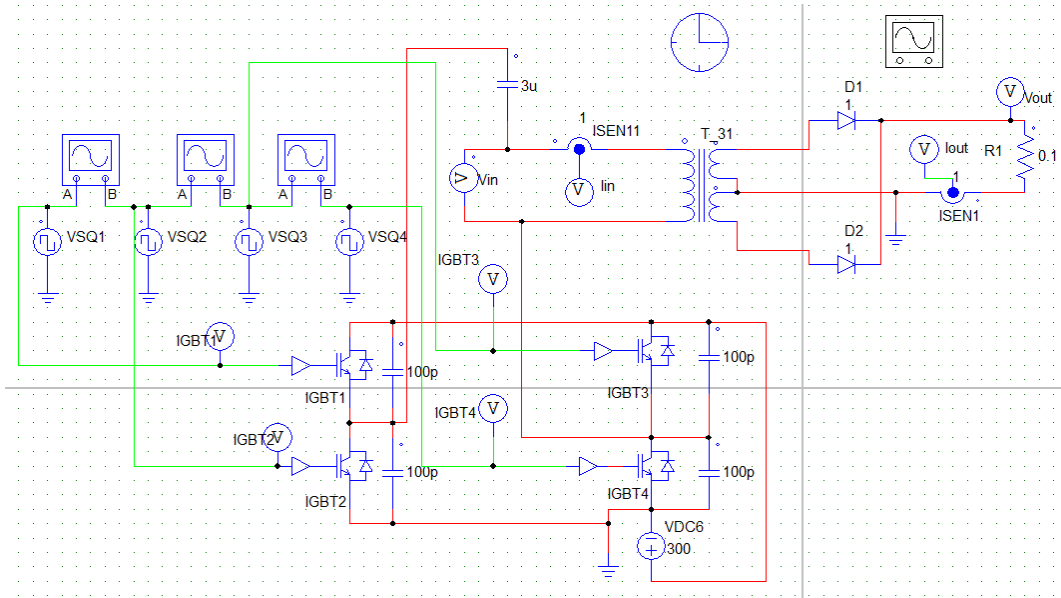 3u
D1
1
V
Vout
1
ISEN11
T_31
V
Iout
R1
0.1
A
B
A
B
A
B
V
Vin
V
Iin
1
ISEN1
VSQ1
VSQ2
VSQ3
VSQ4
D2
1
IGBT3
V
IGBT1
V
100p
100p
IGBT1
IGBT3
IGBT4
V
IGBT2
V
100p
100p
IGBT2
IGBT4
VDC6
300